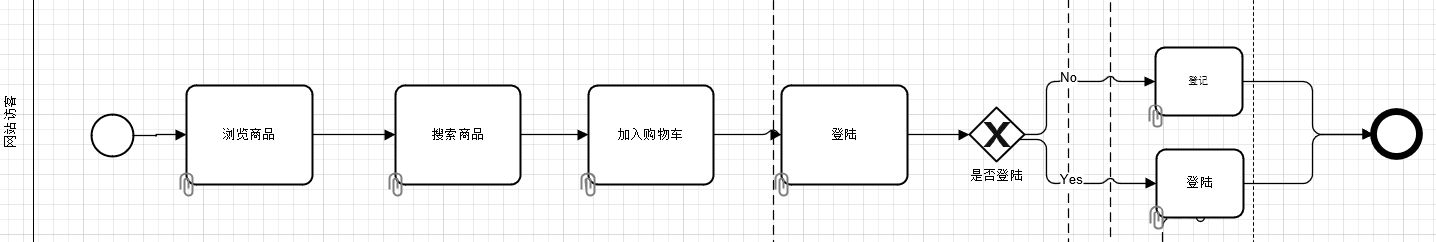 网站访客
浏览商品
搜索商品
加入购物车
登陆
是否登陆
No
登记
Yes
登陆